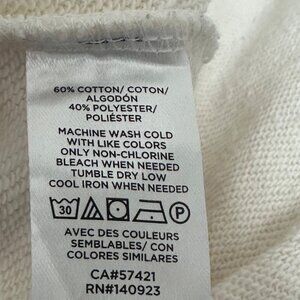 60% COTTON/ COTON/
ALGODÓN
40% POLYESTER/
POLIÉSTER
MACHINE WASH COLD
WITH LIKE COLORS
ONLY NON-CHLORINE
BLEACH WHEN NEEDED
TUMBLE DRY LOW
COOL IRON WHEN NEEDED
30 P
AVEC DES COULEURS
SEMBLABLES/ CON
COLORES SIMILARES
CA#57421
RN#140923